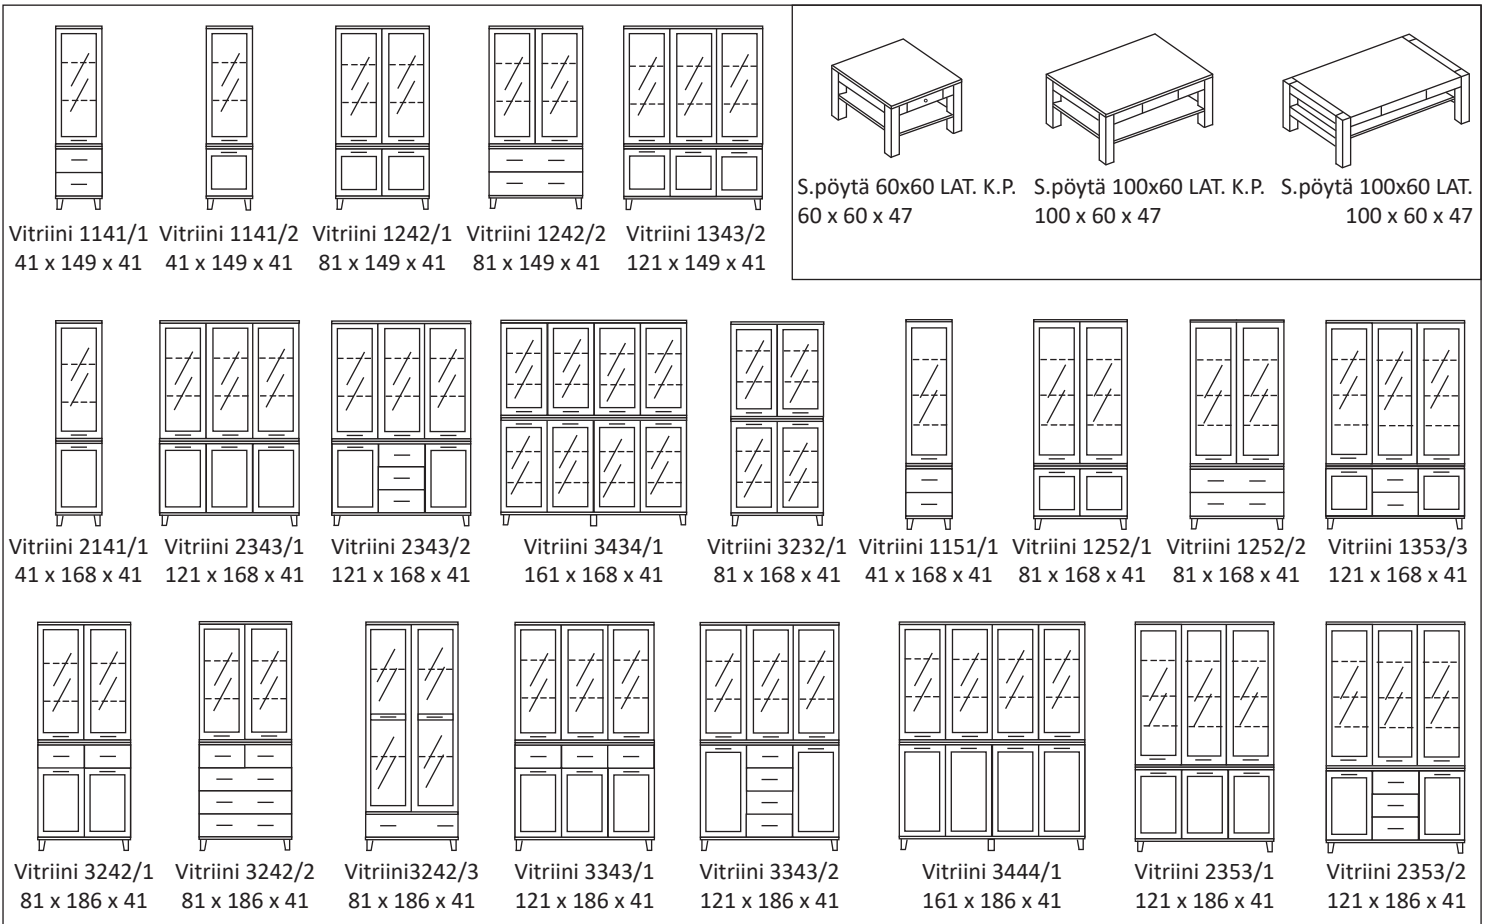 Vitriini 1141/1 Vitriini 1141/2 Vitriini 1242/1 Vitriini 1242/2 Vitriini 1343/2
41 x 149 x 41 41 x 149 x 41 81 x 149 x 41 81 x 149 x 41 121 x 149 x 41
S.pöytä 60x60 LAT. K.P. S.pöytä 100x60 LAT. K.P. S.pöytä 100x60 LAT.
60 x 60 x 47 100 x 60 x 47 100 x 60 x 47
Vitriini 2141/1 Vitriini 2343/1 Vitriini 2343/2 Vitriini 3434/1 Vitriini 3232/1 Vitriini 1151/1 Vitriini 1252/1 Vitriini 1252/2 Vitriini 1353/3
41 x 168 x 41 121 x 168 x 41 121 x 168 x 41 161 x 168 x 41 81 x 168 x 41 41 x 168 x 41 81 x 168 x 41 81 x 168 x 41 121 x 168 x 41
Vitriini 3242/1 Vitriini 3242/2 Vitriini3242/3 Vitriini 3343/1 Vitriini 3343/2 Vitriini 3444/1 Vitriini 2353/1 Vitriini 2353/2
81 x 186 x 41 81 x 186 x 41 81 x 186 x 41 121 x 186 x 41 121 x 186 x 41 161 x 186 x 41 121 x 186 x 41 121 x 186 x 41